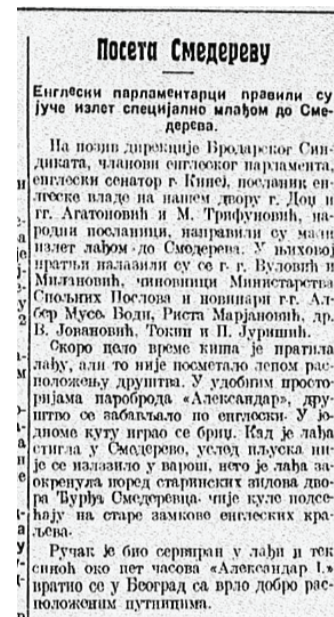 Посета Смедереву
Енглески парламентарци правили су
јуче излет специјално млађом до Сме-
дерева.
На позив дирекције Бродарског Син-
диката, чланови енглеског парламента,
енглески сенатор г. Кинеј, посланик ен-
глеске владе на нашем двору г. Доџ и
гг. Агатоновић и М. Трифуновић, на-
родни посланици, направили су мали
излет лађом до Смедерева. У њиховој
пратњи налазили су се г. г. Вуловић и
Милановић, чиновници Министарства
Спољних Послова и новинари г.г. Ал
бер Мусе, Води, Риста Марјановић, др.
В. Јовановић, Токин и П. Јуришић.
Скоро цело време киша је пратила
лађу, али то није посметало лепом рас-
положењу друштва. У удобним просто-
ријама пароброда «Александар», дру-
штво се забављало по енглески. У јо-
дноме куту играо се бриџ. Кад је лађа
стигла у Смедерево, услед пљуска ни-
је се излазило у варош, него је лађа за-
окренула поред старинских зидова дво-
ра Ђурђа Смедеревца, чије куле подсе-
ћају на старе замкове енглеских кра-
љева.
Ручак је био сервиран у лађи и тек
синоћ око пет часова «Александар I.»
вратио се у Београд са врло добро рас-
положеним путницима.